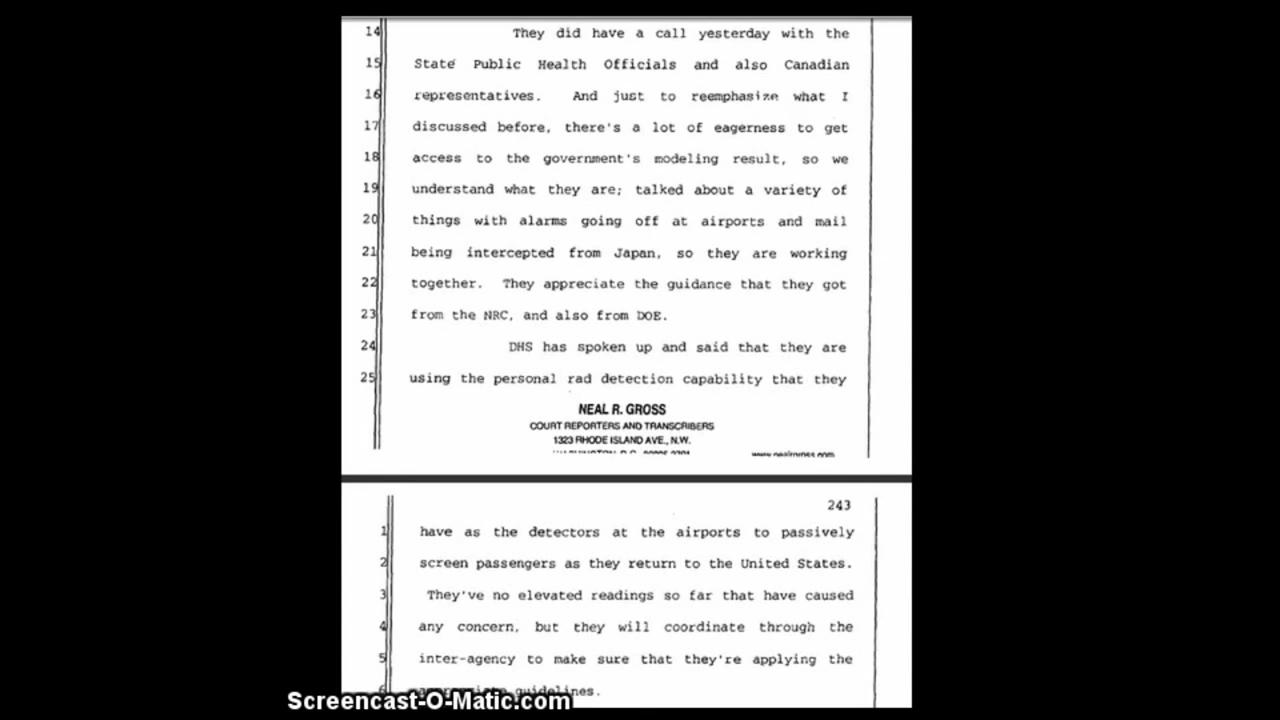 14 They did have a call yesterday with the
15 State Public Health Officials and also Canadian
16 representatives. And just to reemphasize what I
17 discussed before, there's a lot of eagerness to get
18 access to the government's modeling result, so we
19 understand what they are; talked about a variety of
20 things with alarms going off at airports and mail
21 being intercepted from Japan, so they are working
22 together. They appreciate the guidance that they got
23 from the NRC, and also from DOE.
24 DHS has spoken up and said that they are
25 using the personal rad detection capability that they
NEAL R. GROSS
COURT REPORTERS AND TRANSCRIBERS
1323 RHODE ISLAND AVE., N.W.
www.nealrgross.com
243
1 have as the detectors at the airports to passively
2 screen passengers as they return to the United States.
3 They've no elevated readings so far that have caused
4 any concern, but they will coordinate through the
5 inter-agency to make sure that they're applying the
6 guidelines.
Screencast-O-Matic.com